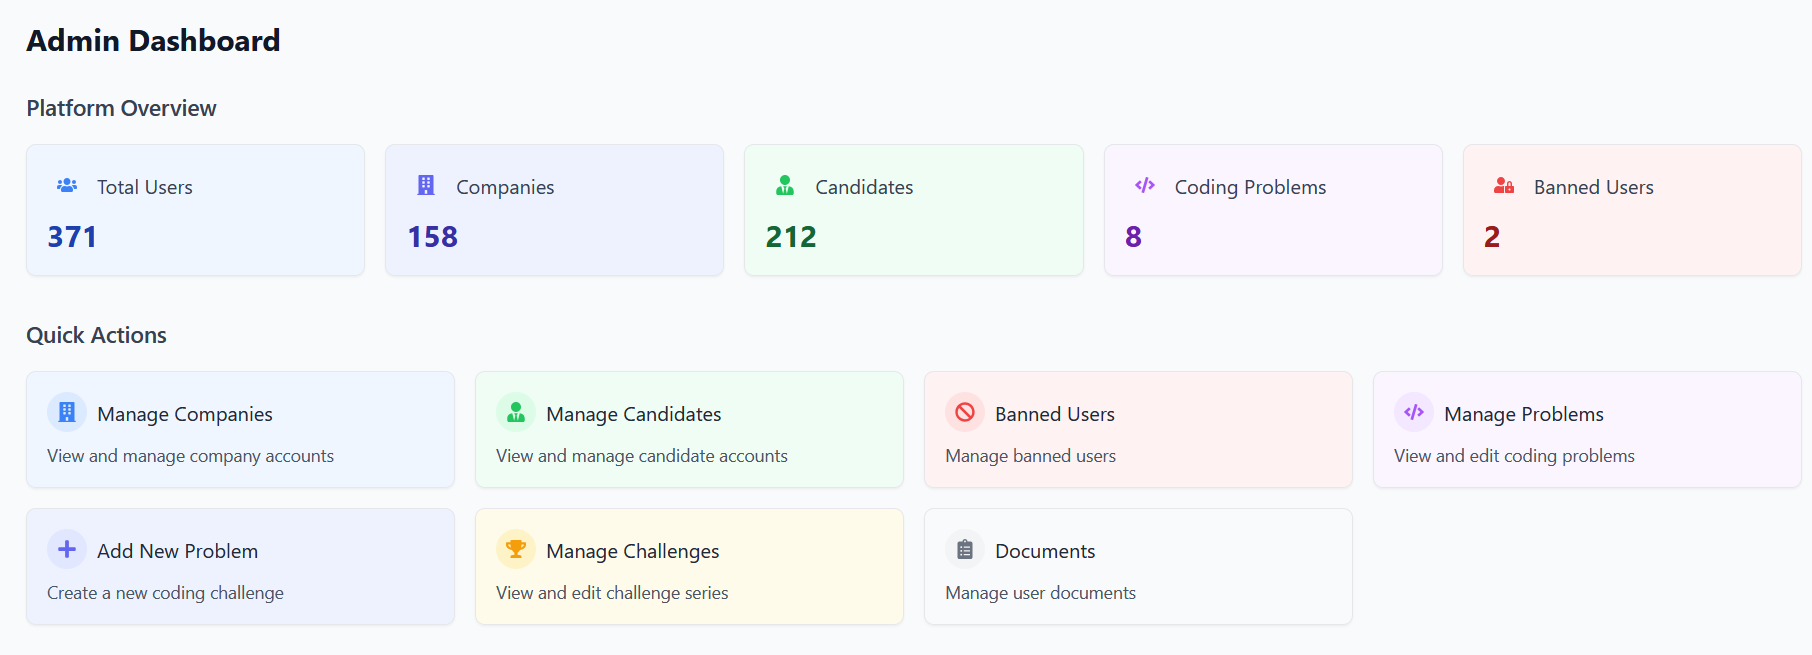 Admin Dashboard
Platform Overview
Total Users
371
Companies
158
Candidates
212
Coding Problems
8
Banned Users
2
Quick Actions
Manage Companies
View and manage company accounts
Manage Candidates
View and manage candidate accounts
Banned Users
Manage banned users
Manage Problems
View and edit coding problems
Add New Problem
Create a new coding challenge
Manage Challenges
View and edit challenge series
Documents
Manage user documents